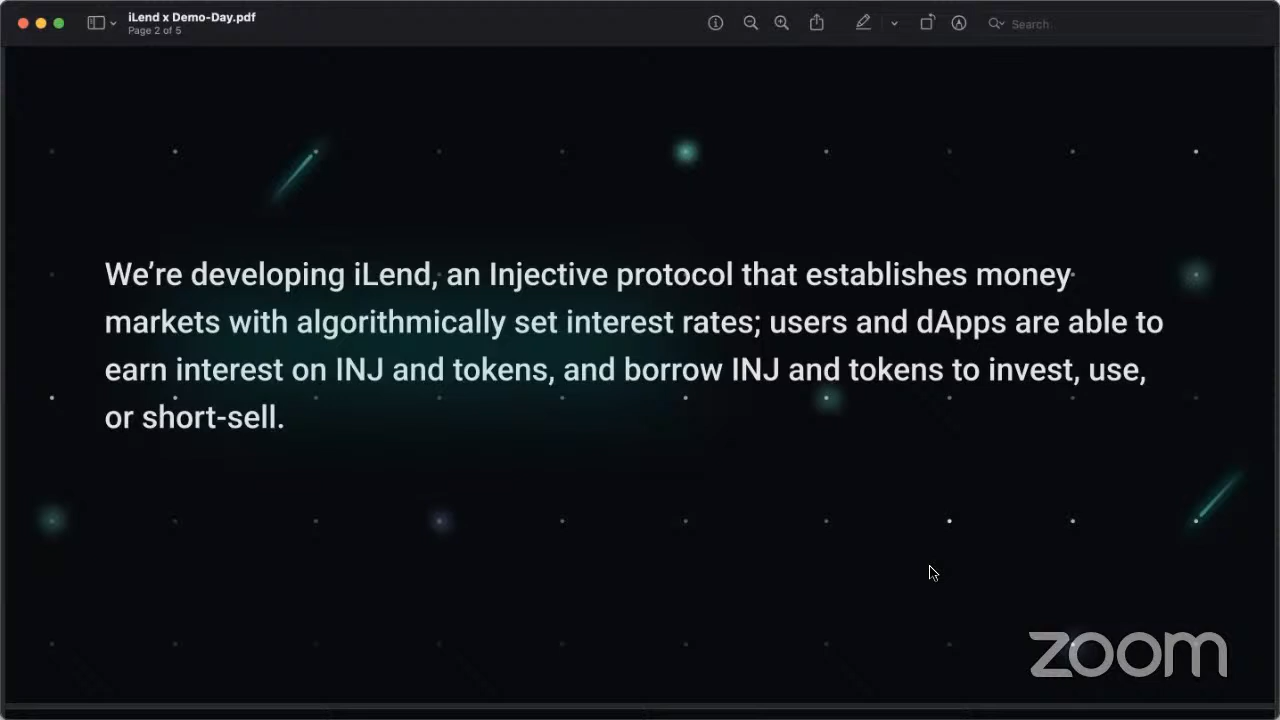 iLend x Demo-Day.pdf
Page 2 of 5
Search
We’re developing iLend, an Injective protocol that establishes money
markets with algorithmically set interest rates; users and dApps are able to
earn interest on INJ and tokens, and borrow INJ and tokens to invest, use,
or short-sell.
zoom